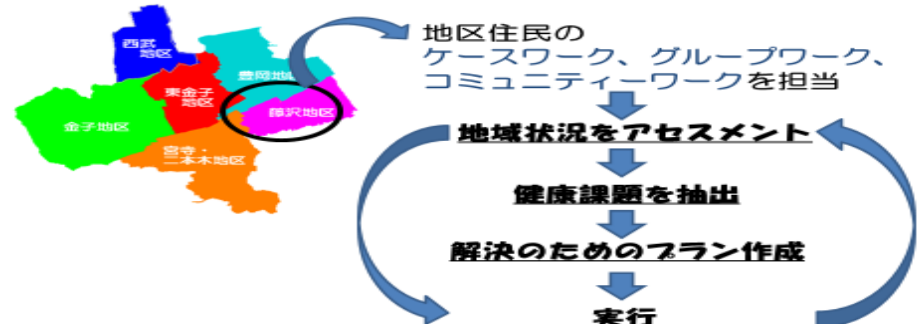 西武
地区
豊岡地区
東金子
地区
藤沢地区
金子地区
宮寺・
二本木地区
地区住民の
ケースワーク、グループワーク、
コミュニティーワークを担当
地域状況をアセスメント
健康課題を抽出
解決のためのプラン作成
実行